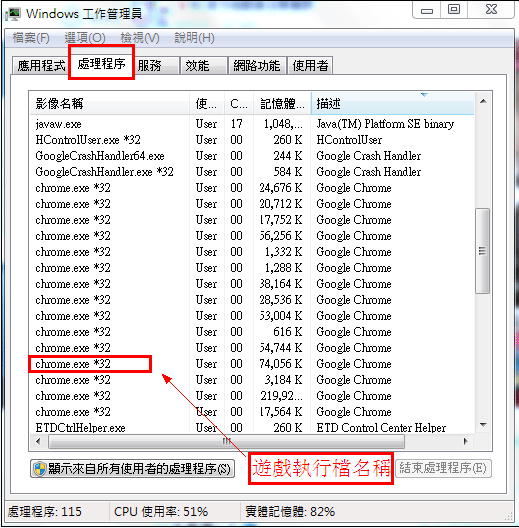 Windows 工作管理員
檔案(F) 選項(O) 檢視(V) 說明(H)
應用程式 處理程序 服務 效能 網路功能 使用者
影像名稱 使... C... 記憶體... 描述
javaw.exe User 17 1,048,... Java(TM) Platform SE binary
HControlUser.exe *32 User 00 260 K HControlUser
GoogleCrashHandler64.exe User 00 244 K Google Crash Handler
GoogleCrashHandler.exe *32 User 00 584 K Google Crash Handler
chrome.exe *32 User 00 24,676 K Google Chrome
chrome.exe *32 User 00 20,712 K Google Chrome
chrome.exe *32 User 00 17,752 K Google Chrome
chrome.exe *32 User 00 56,256 K Google Chrome
chrome.exe *32 User 00 1,332 K Google Chrome
chrome.exe *32 User 00 1,288 K Google Chrome
chrome.exe *32 User 00 38,164 K Google Chrome
chrome.exe *32 User 00 28,536 K Google Chrome
chrome.exe *32 User 00 53,004 K Google Chrome
chrome.exe *32 User 00 616 K Google Chrome
chrome.exe *32 User 00 54,744 K Google Chrome
chrome.exe *32 User 00 74,056 K Google Chrome
chrome.exe *32 User 00 3,184 K Google Chrome
chrome.exe *32 User 00 219,92... Google Chrome
chrome.exe *32 User 00 17,564 K Google Chrome
ETDCtrlHelper.exe User 00 260 K ETD Control Center Helper
顯示來自所有使用者的處理程序(S) 遊戲執行檔名稱 結束處理程序(E)
處理程序: 115 CPU 使用率: 51% 實體記憶體: 82%